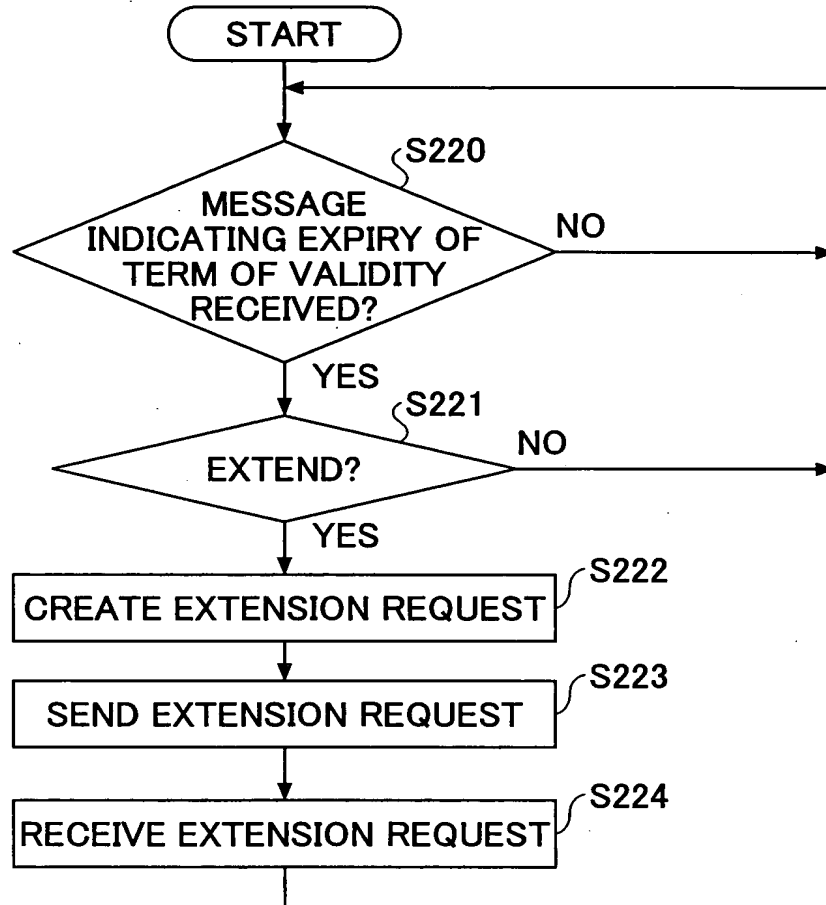 START
S220
MESSAGE
INDICATING EXPIRY OF
TERM OF VALIDITY
RECEIVED?
NO
YES
S221
EXTEND?
NO
YES
S222
CREATE EXTENSION REQUEST
S223
SEND EXTENSION REQUEST
S224
RECEIVE EXTENSION REQUEST